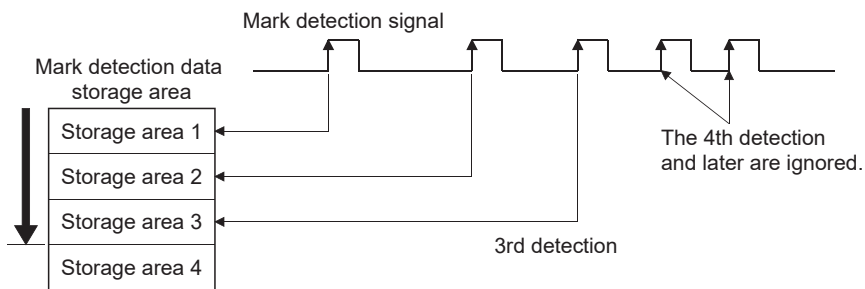 Mark detection signal
Mark detection data
storage area
Storage area 1
Storage area 2
Storage area 3
Storage area 4
The 4th detection
and later are ignored.
3rd detection